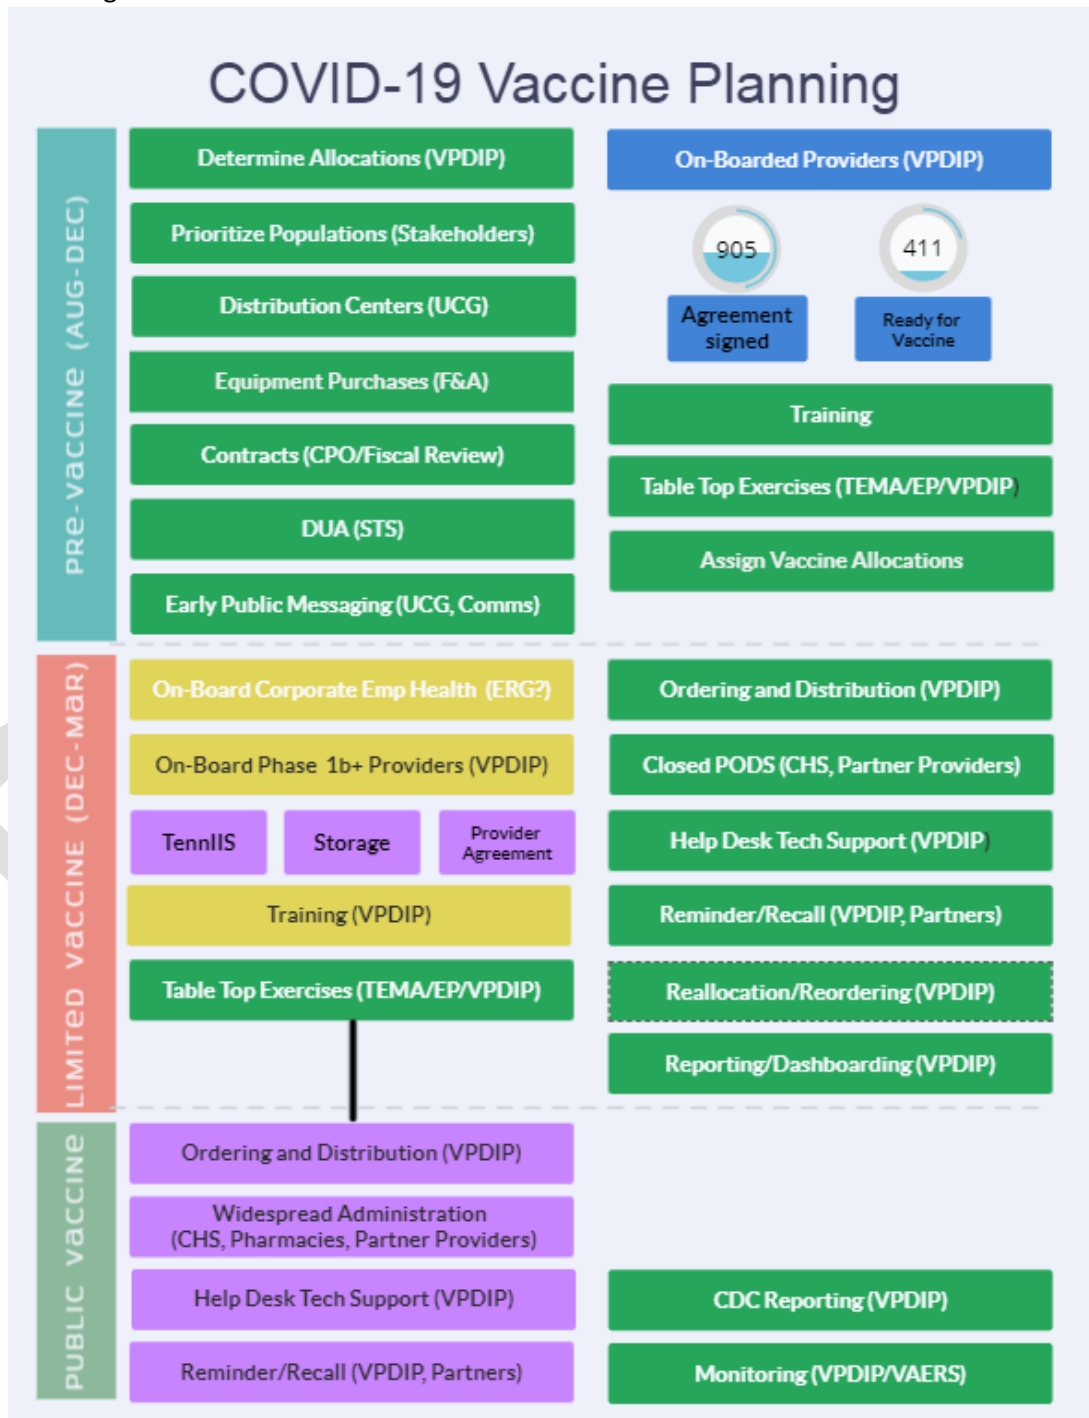 COVID-19 Vaccine Planning
PRE-VACCINE (AUG-DEC)
Determine Allocations (VPDIP)
Prioritize Populations (Stakeholders)
Distribution Centers (UCG)
Equipment Purchases (F&A)
Contracts (CPO/Fiscal Review)
DUA (STS)
Early Public Messaging (UCG, Comms)
On-Boarded Providers (VPDIP)
905
411
Agreement
signed
Ready for
Vaccine
Training
Table Top Exercises (TEMA/EP/VPDIP)
Assign Vaccine Allocations
LIMITED VACCINE (DEC-MAR)
On-Board Corporate Emp Health (ERG?)
On-Board Phase 1b+ Providers (VPDIP)
TennIIS
Storage
Provider
Agreement
Training (VPDIP)
Table Top Exercises (TEMA/EP/VPDIP)
Ordering and Distribution (VPDIP)
Closed PODS (CHS, Partner Providers)
Help Desk Tech Support (VPDIP)
Reminder/Recall (VPDIP, Partners)
Reallocation/Reordering (VPDIP)
Reporting/Dashboarding (VPDIP)
PUBLIC VACCINE
Ordering and Distribution (VPDIP)
Widespread Administration
(CHS, Pharmacies, Partner Providers)
Help Desk Tech Support (VPDIP)
Reminder/Recall (VPDIP, Partners)
CDC Reporting (VPDIP)
Monitoring (VPDIP/VAERS)